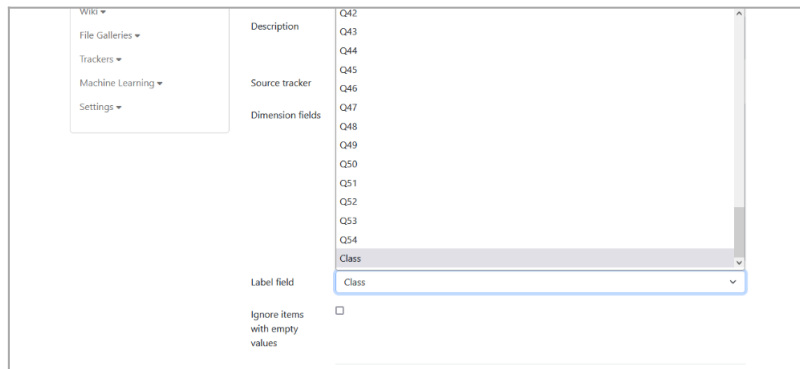 Wiki
File Galleries
Trackers
Machine Learning
Settings
Description
Source tracker
Dimension fields
Q42
Q43
Q44
Q45
Q46
Q47
Q48
Q49
Q50
Q51
Q52
Q53
Q54
Class
Label field
Class
Ignore items
with empty
values